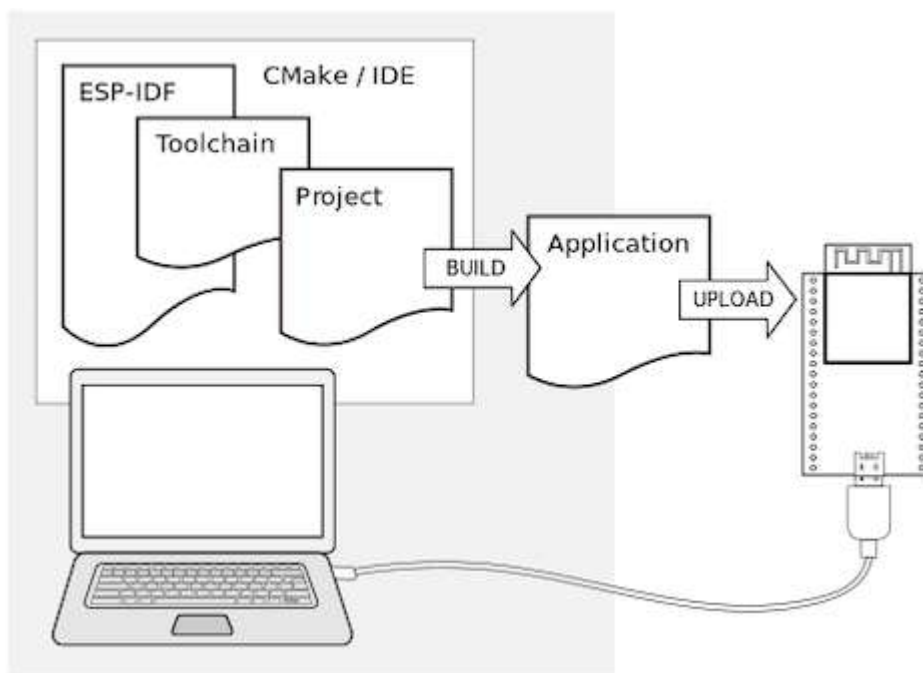 ESP-IDF
CMake / IDE
Toolchain
Project
BUILD
Application
UPLOAD